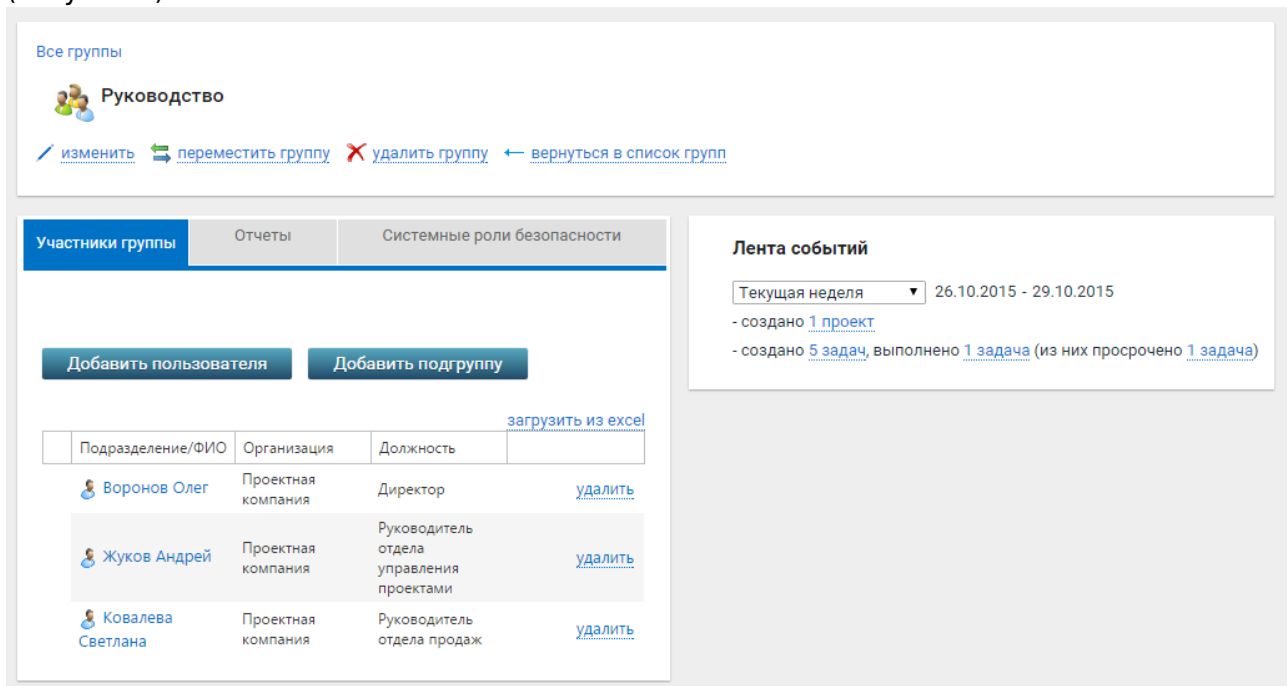 Все группы
Руководство
изменить переместить группу удалить группу вернуться в список групп
Участники группы Отчеты Системные роли безопасности
Добавить пользователя Добавить подгруппу
загрузить из excel
Подразделение/ФИО Организация Должность
Воронов Олег Проектная компания Директор удалить
Жуков Андрей Проектная компания Руководитель отдела управления проектами удалить
Ковалева Светлана Проектная компания Руководитель отдела продаж удалить
Лента событий
Текущая неделя 26.10.2015 - 29.10.2015
- создано 1 проект
- создано 5 задач, выполнено 1 задача (из них просрочено 1 задача)